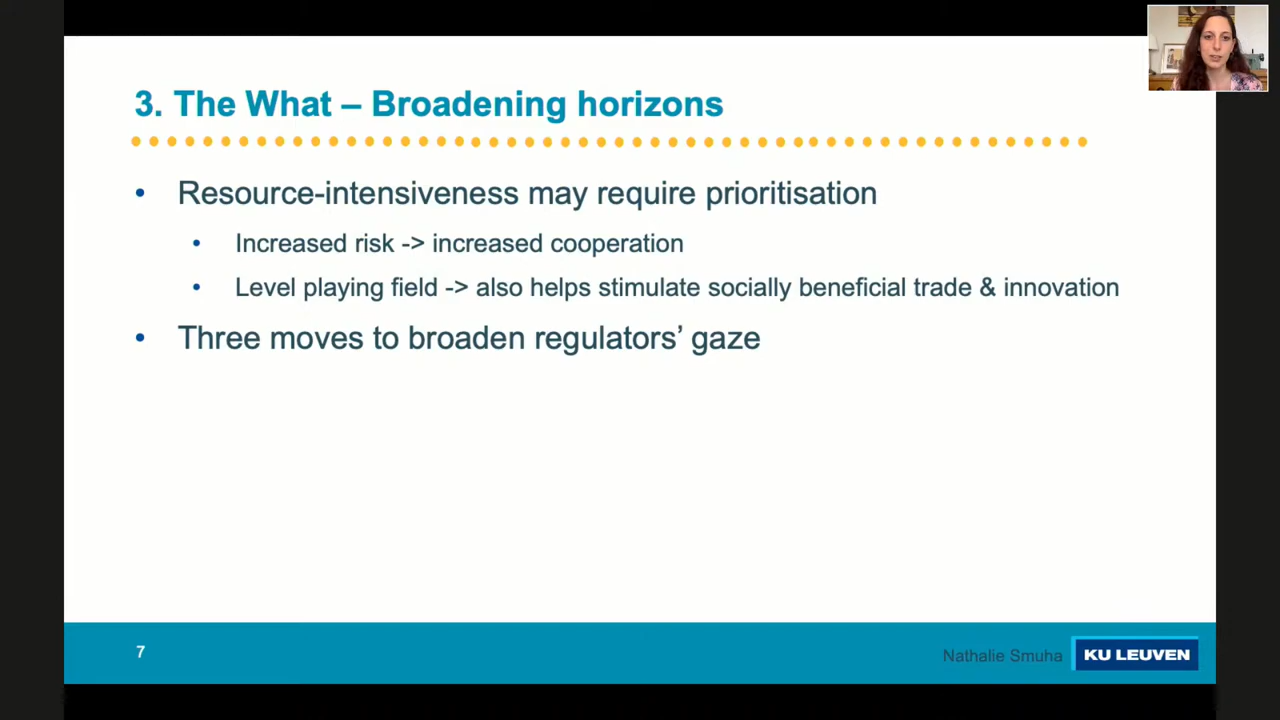 3. The What – Broadening horizons
• Resource-intensiveness may require prioritisation
• Increased risk -> increased cooperation
• Level playing field -> also helps stimulate socially beneficial trade & innovation
• Three moves to broaden regulators’ gaze
7
Nathalie Smuha
KU LEUVEN